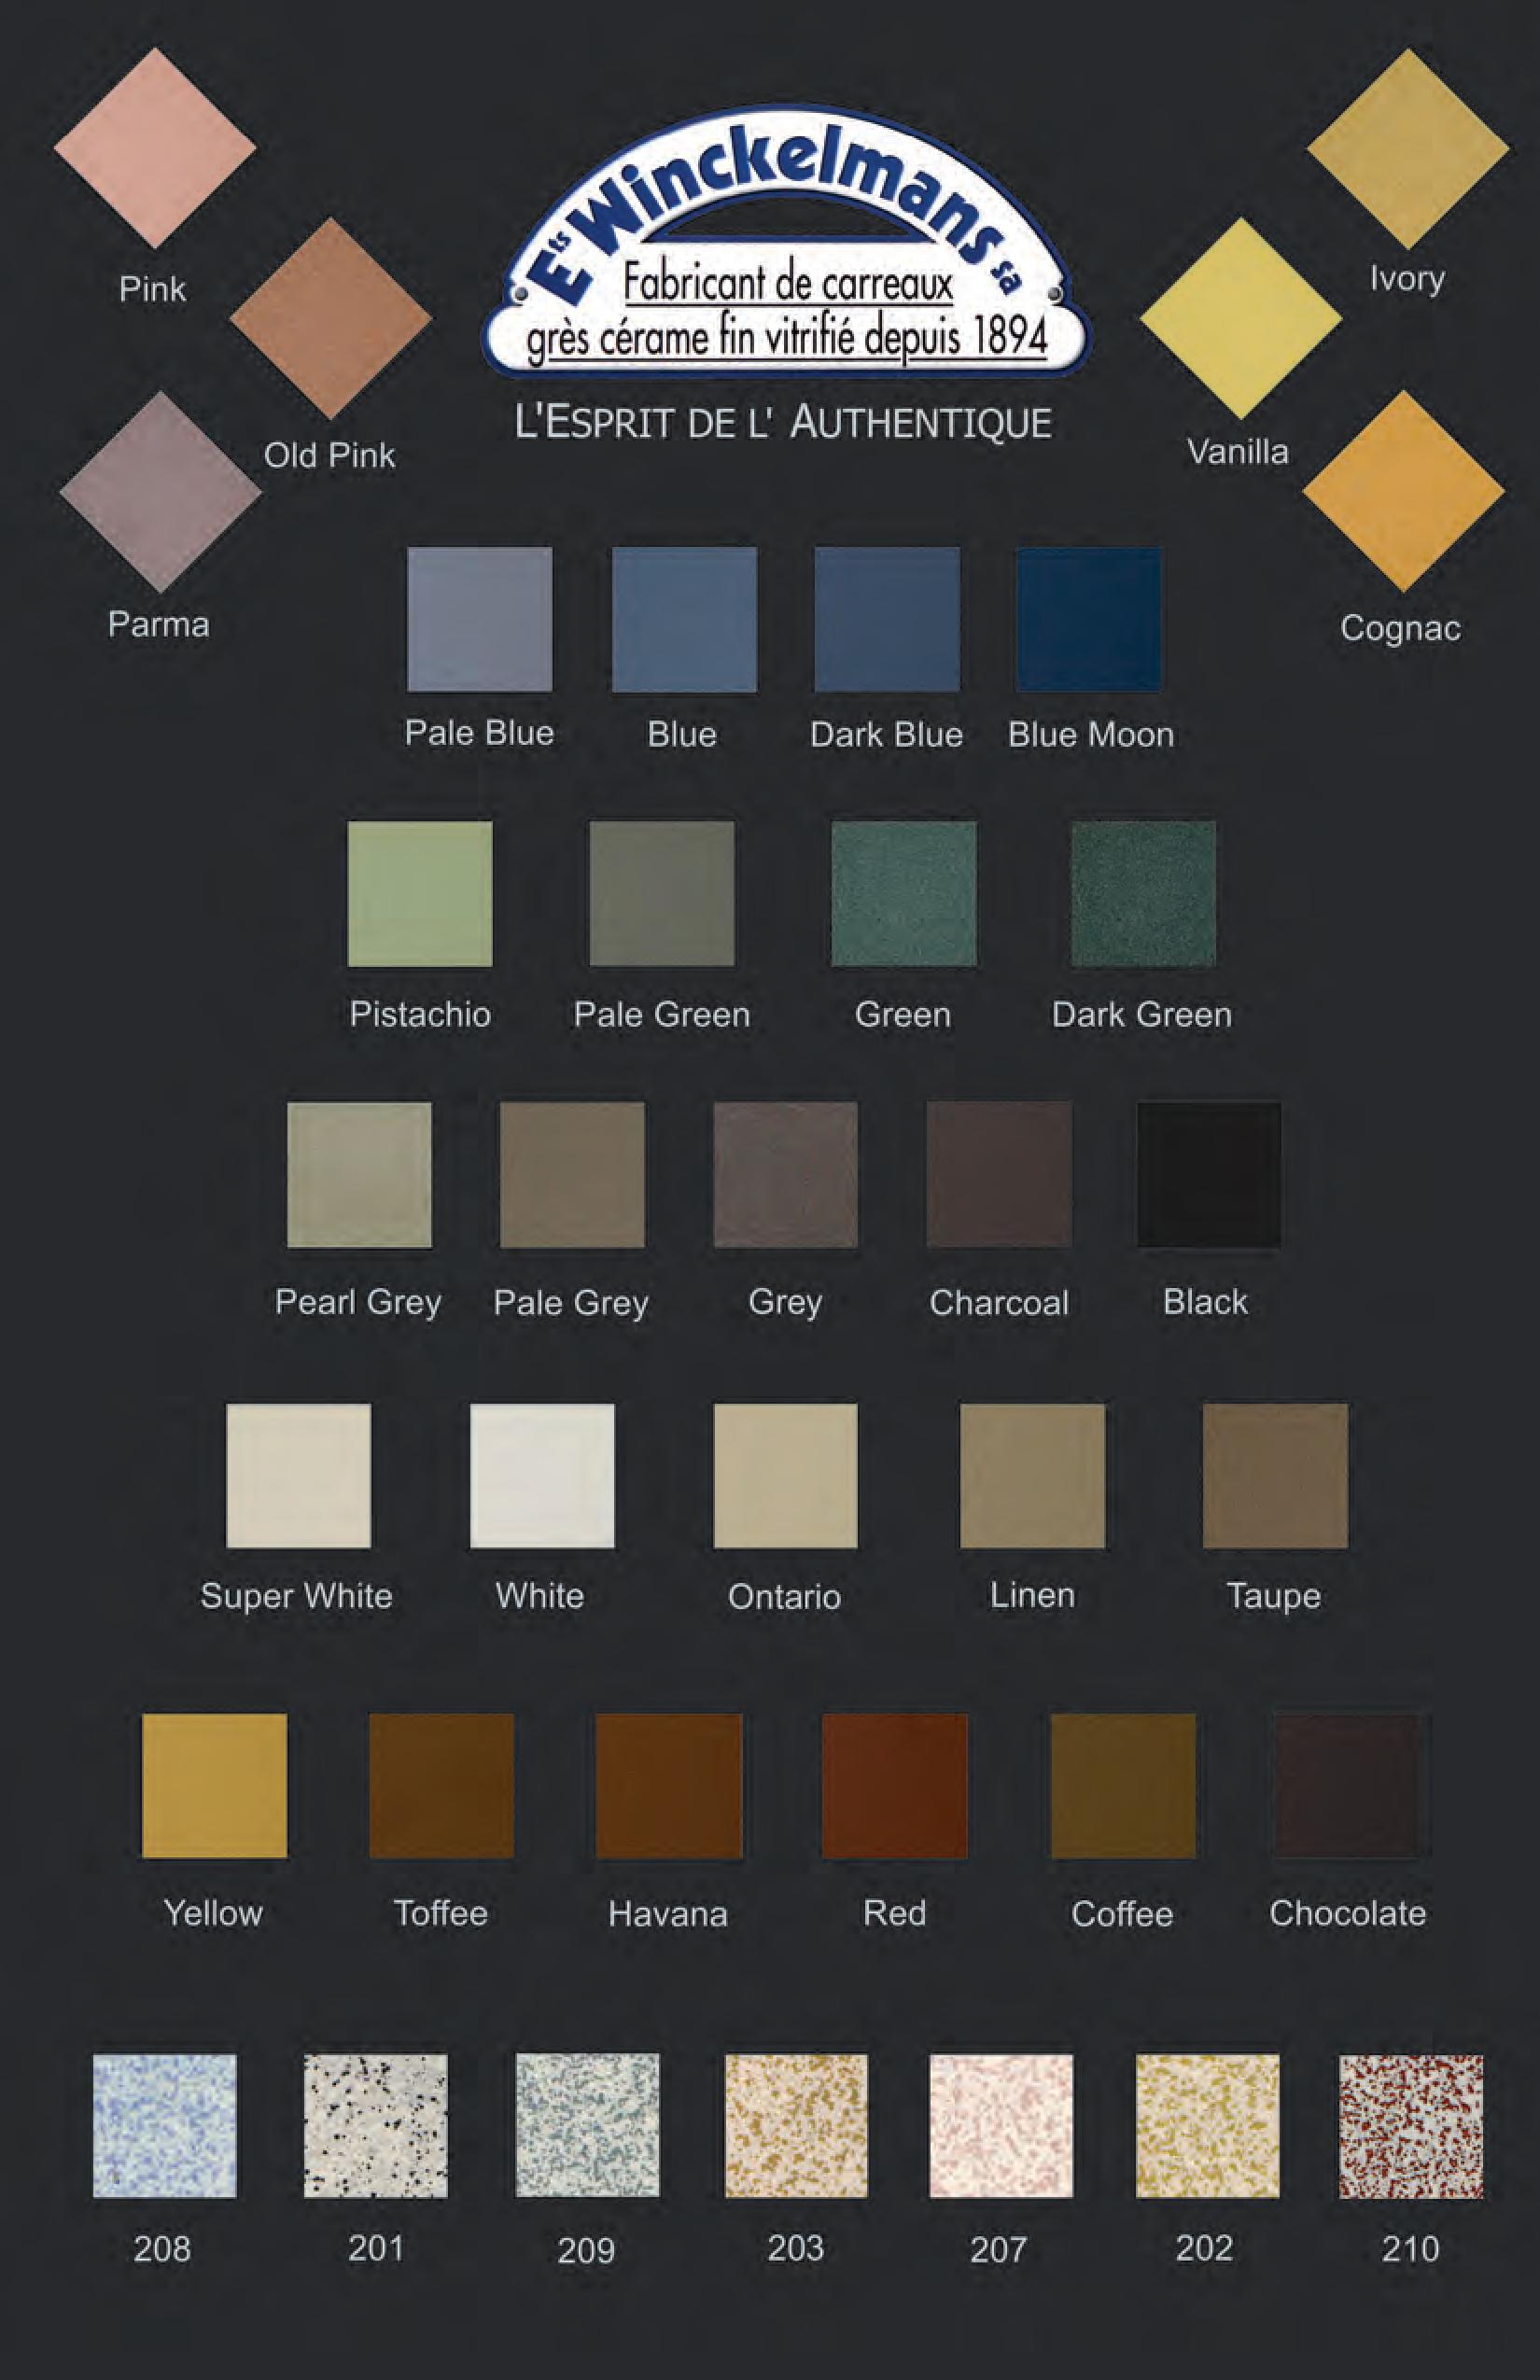 Ets Winckelmans sa
Fabricant de carreaux
grès cérame fin vitrifié depuis 1894
L'ESPRIT DE L' AUTHENTIQUE
Pink
Ivory
Old Pink
Vanilla
Parma
Cognac
Pale Blue Blue Dark Blue Blue Moon
Pistachio Pale Green Green Dark Green
Pearl Grey Pale Grey Grey Charcoal Black
Super White White Ontario Linen Taupe
Yellow Toffee Havana Red Coffee Chocolate
208 201 209 203 207 202 210